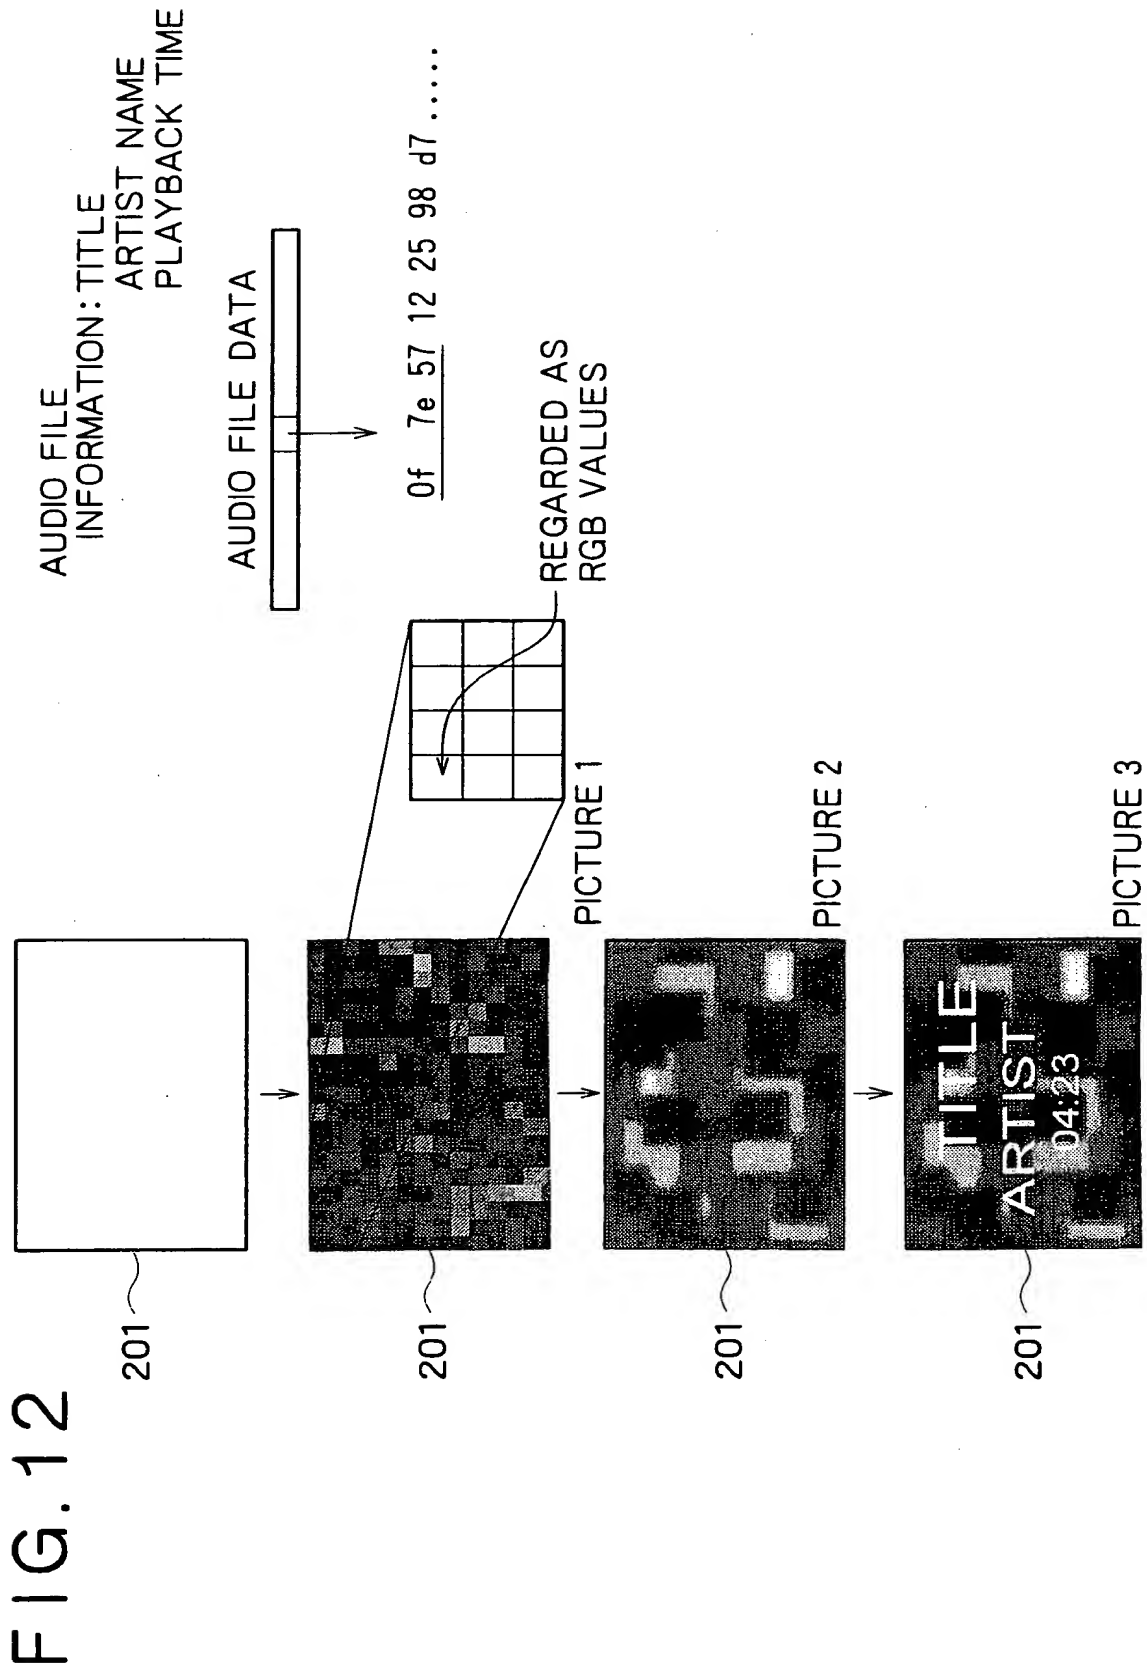 FIG. 12
AUDIO FILE
INFORMATION: TITLE
ARTIST NAME
PLAYBACK TIME
AUDIO FILE DATA
0f 7e 57 12 25 98 d7 .....
REGARDED AS
RGB VALUES
201
201
PICTURE 1
201
PICTURE 2
201
TITLE
ARTIST
04:23
PICTURE 3